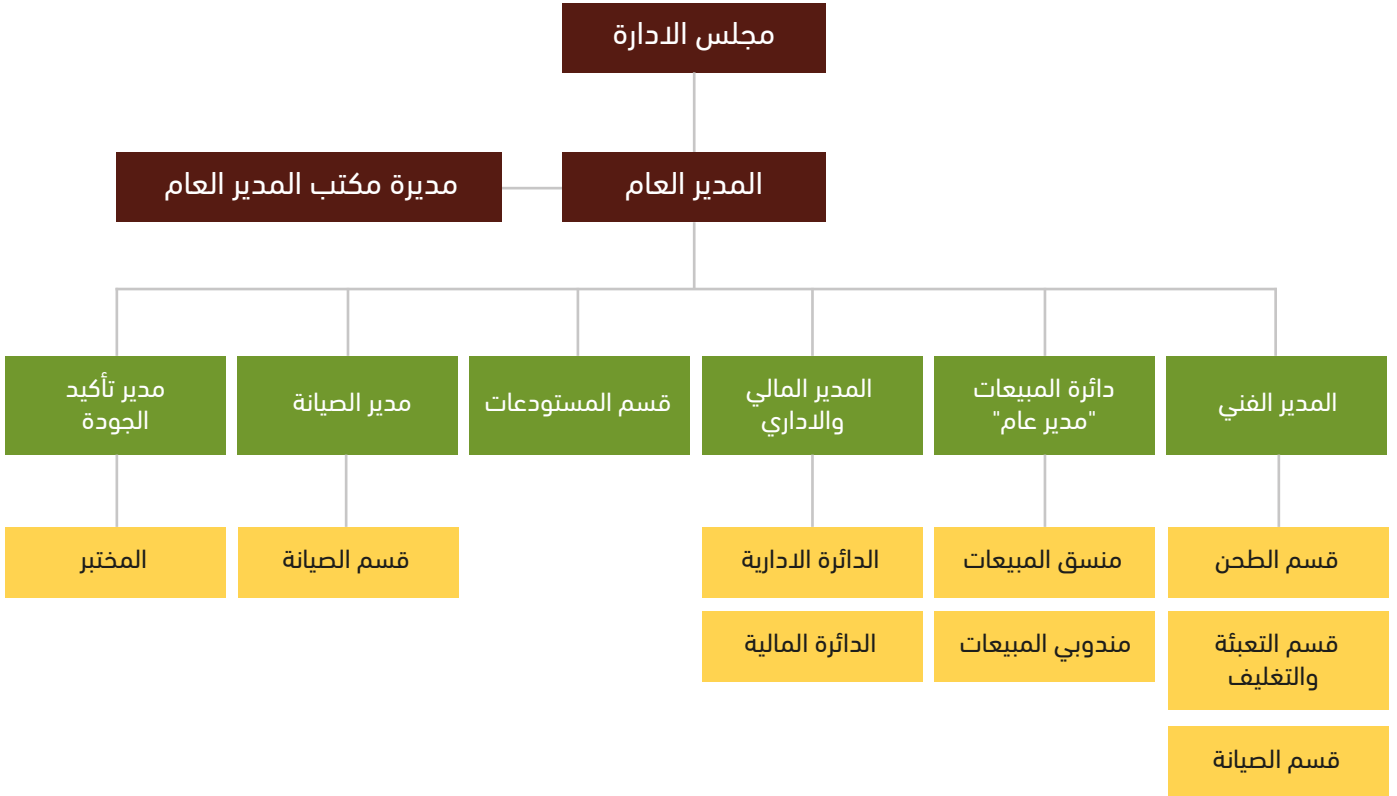 مجلس الادارة
المدير العام
مديرة مكتب المدير العام
المدير الفني
دائرة المبيعات
"مدير عام"
المدير المالي
والاداري
قسم المستودعات
مدير الصيانة
مدير تأكيد
الجودة
قسم الطحن
منسق المبيعات
الدائرة الادارية
قسم الصيانة
المختبر
قسم التعبئة
والتغليف
مندوبي المبيعات
الدائرة المالية
قسم الصيانة